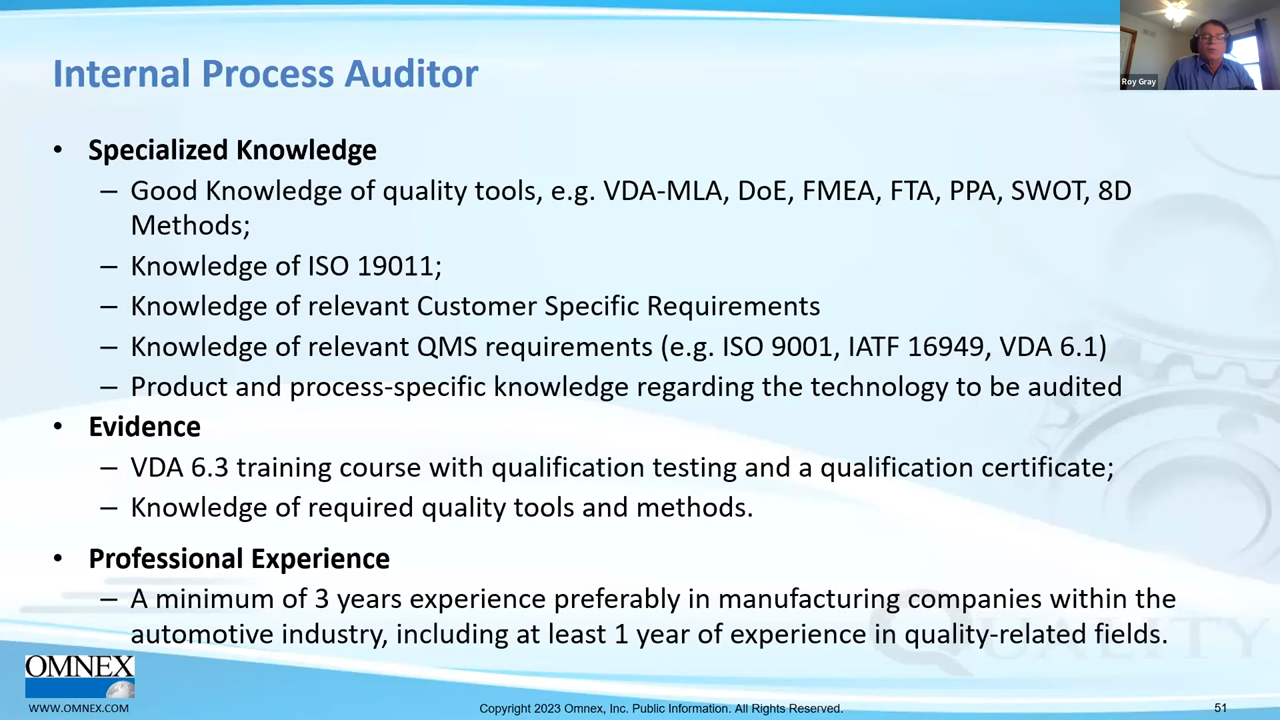 Internal Process Auditor
Roy Gray
• Specialized Knowledge
– Good Knowledge of quality tools, e.g. VDA-MLA, DoE, FMEA, FTA, PPA, SWOT, 8D
Methods;
– Knowledge of ISO 19011;
– Knowledge of relevant Customer Specific Requirements
– Knowledge of relevant QMS requirements (e.g. ISO 9001, IATF 16949, VDA 6.1)
– Product and process-specific knowledge regarding the technology to be audited
• Evidence
– VDA 6.3 training course with qualification testing and a qualification certificate;
– Knowledge of required quality tools and methods.
• Professional Experience
– A minimum of 3 years experience preferably in manufacturing companies within the
automotive industry, including at least 1 year of experience in quality-related fields.
QUALITY
OMNEX
WWW.OMNEX.COM
Copyright 2023 Omnex, Inc. Public Information. All Rights Reserved.
51